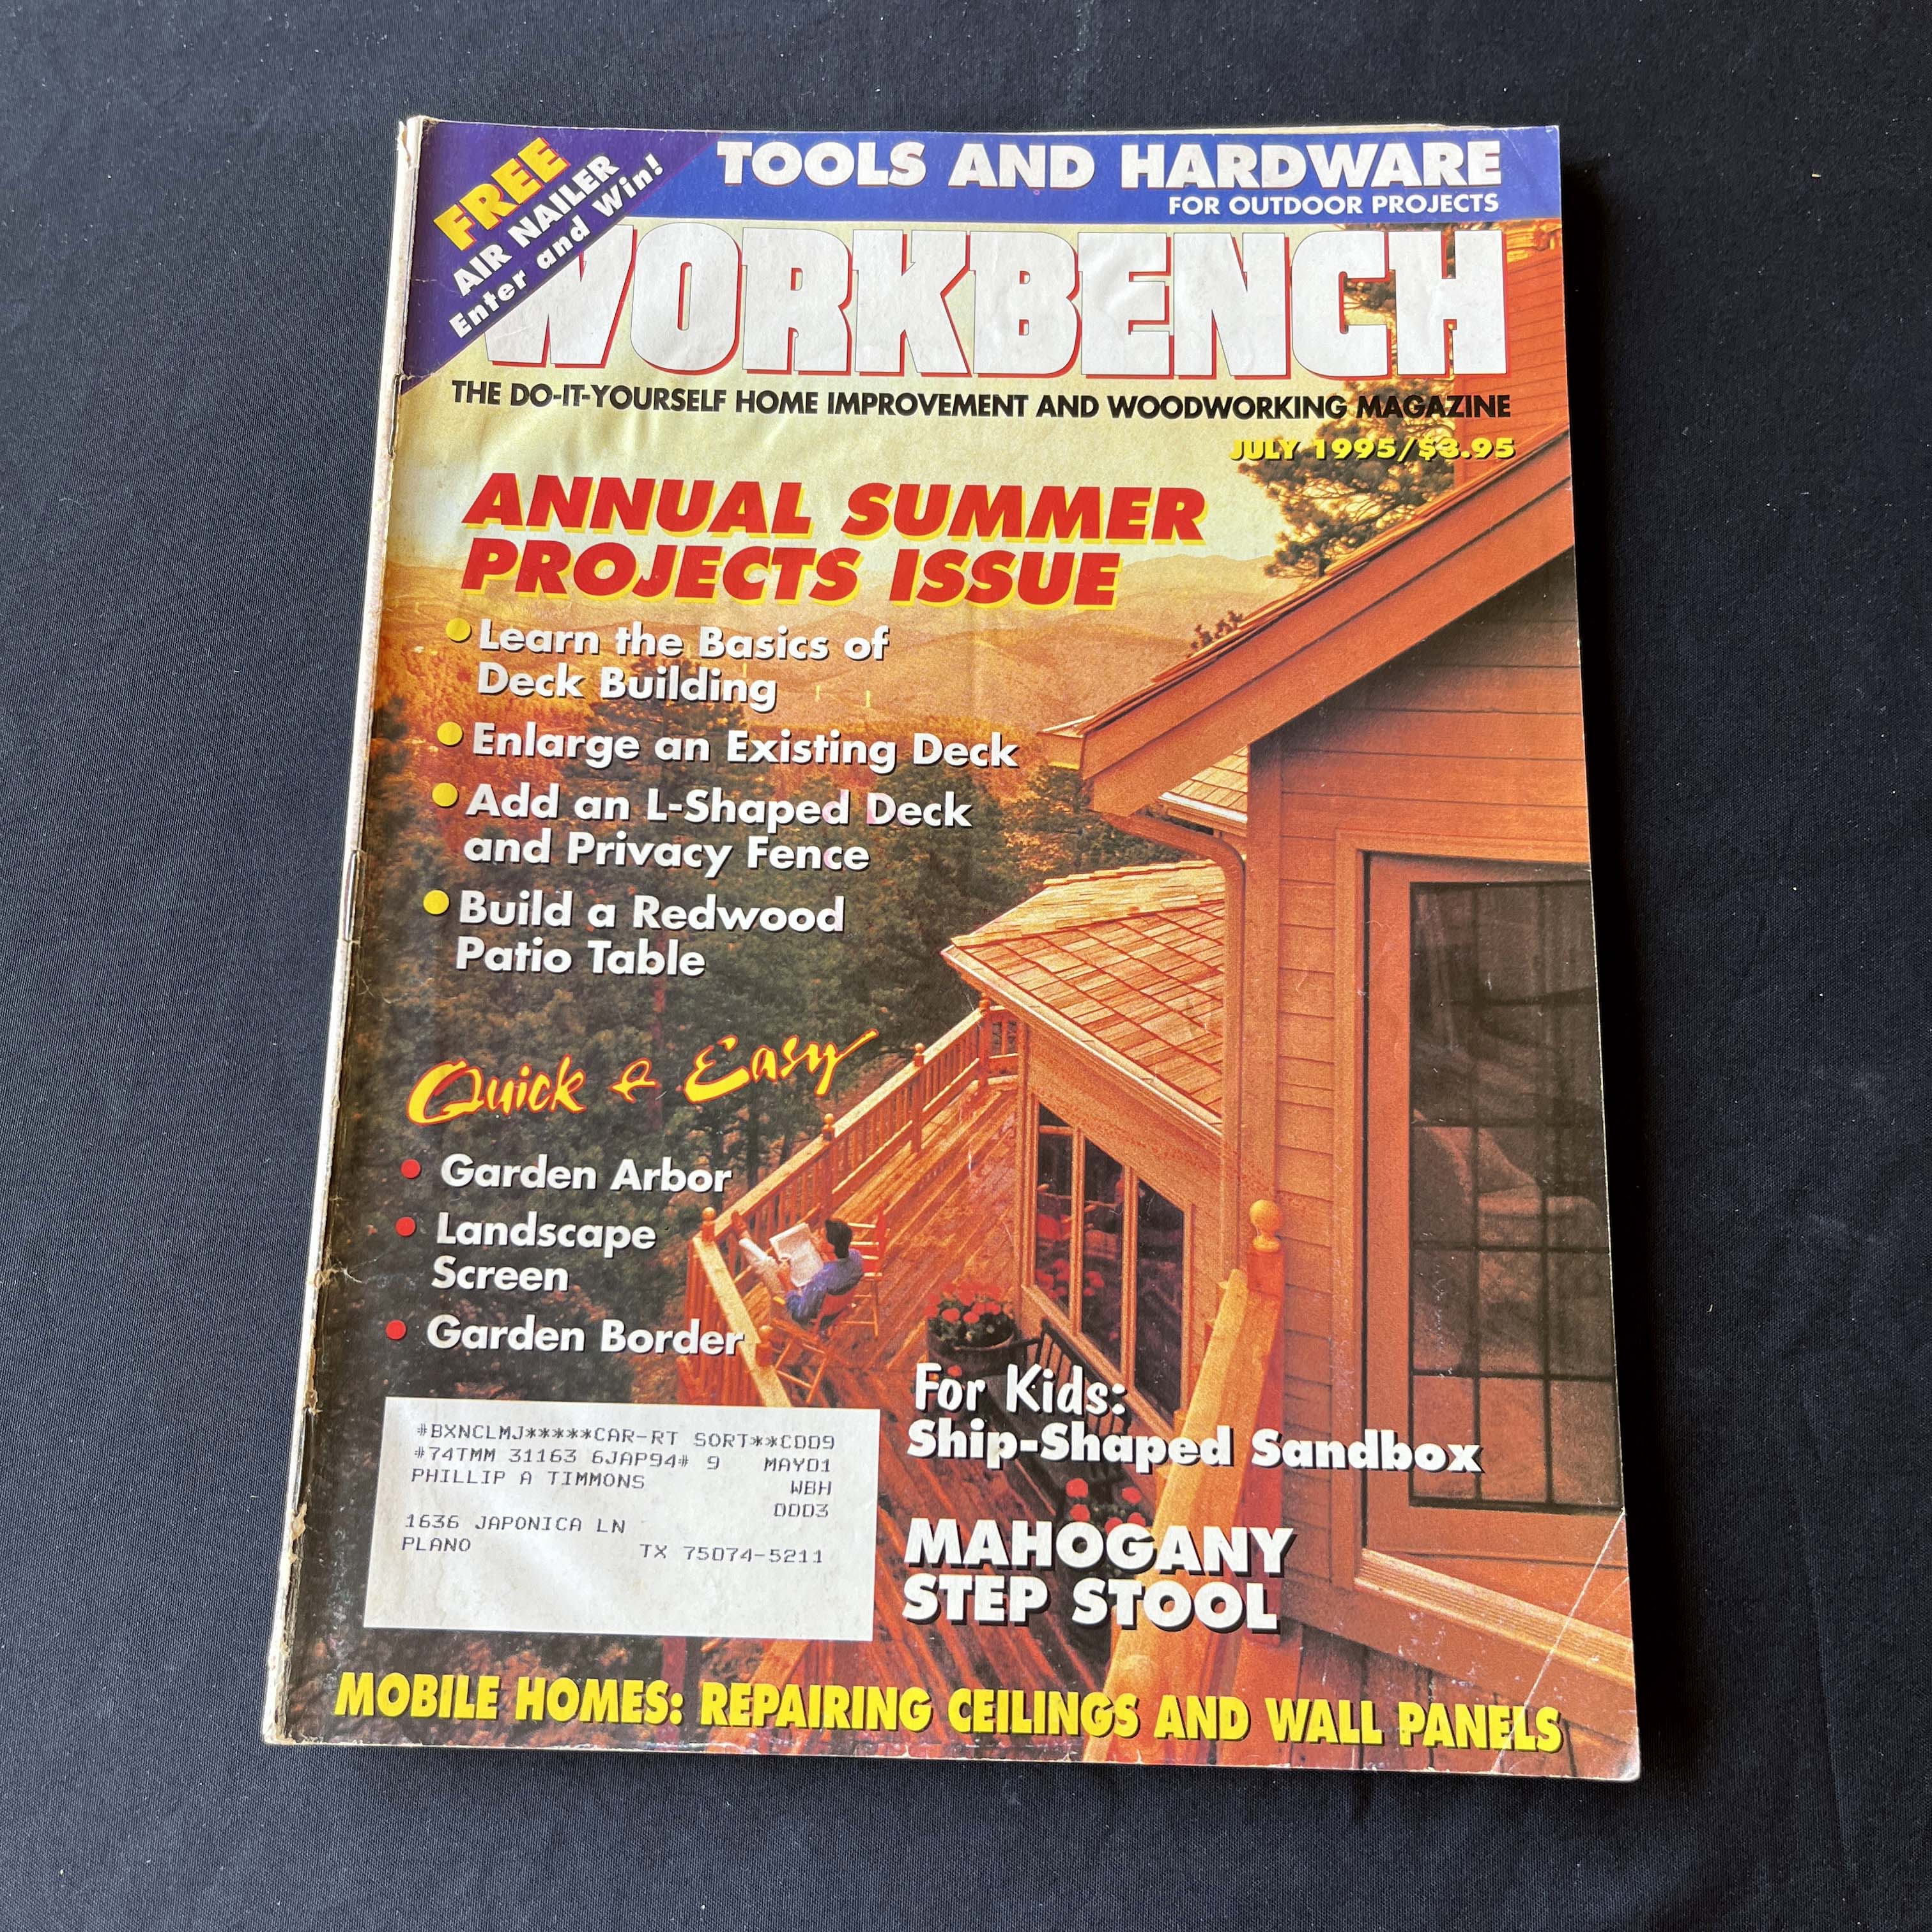 FREE
AIR NAILER
Enter and Win!
TOOLS AND HARDWARE
FOR OUTDOOR PROJECTS
WORKBENCH
THE DO-IT-YOURSELF HOME IMPROVEMENT AND WOODWORKING MAGAZINE
JULY 1995/$3.95
ANNUAL SUMMER
PROJECTS ISSUE
Learn the Basics of
Deck Building
Enlarge an Existing Deck
Add an L-Shaped Deck
and Privacy Fence
Build a Redwood
Patio Table
Quick & Easy
Garden Arbor
Landscape
Screen
Garden Border
For Kids:
Ship-Shaped Sandbox
MAHOGANY
STEP STOOL
#BXNCLMJ*****CAR-RT SORT**C009
#74TMM 31163 6JAP94# 9 MAY01
PHILLIP A TIMMONS WBH
0003
1636 JAPONICA LN
PLANO TX 75074-5211
MOBILE HOMES: REPAIRING CEILINGS AND WALL PANELS